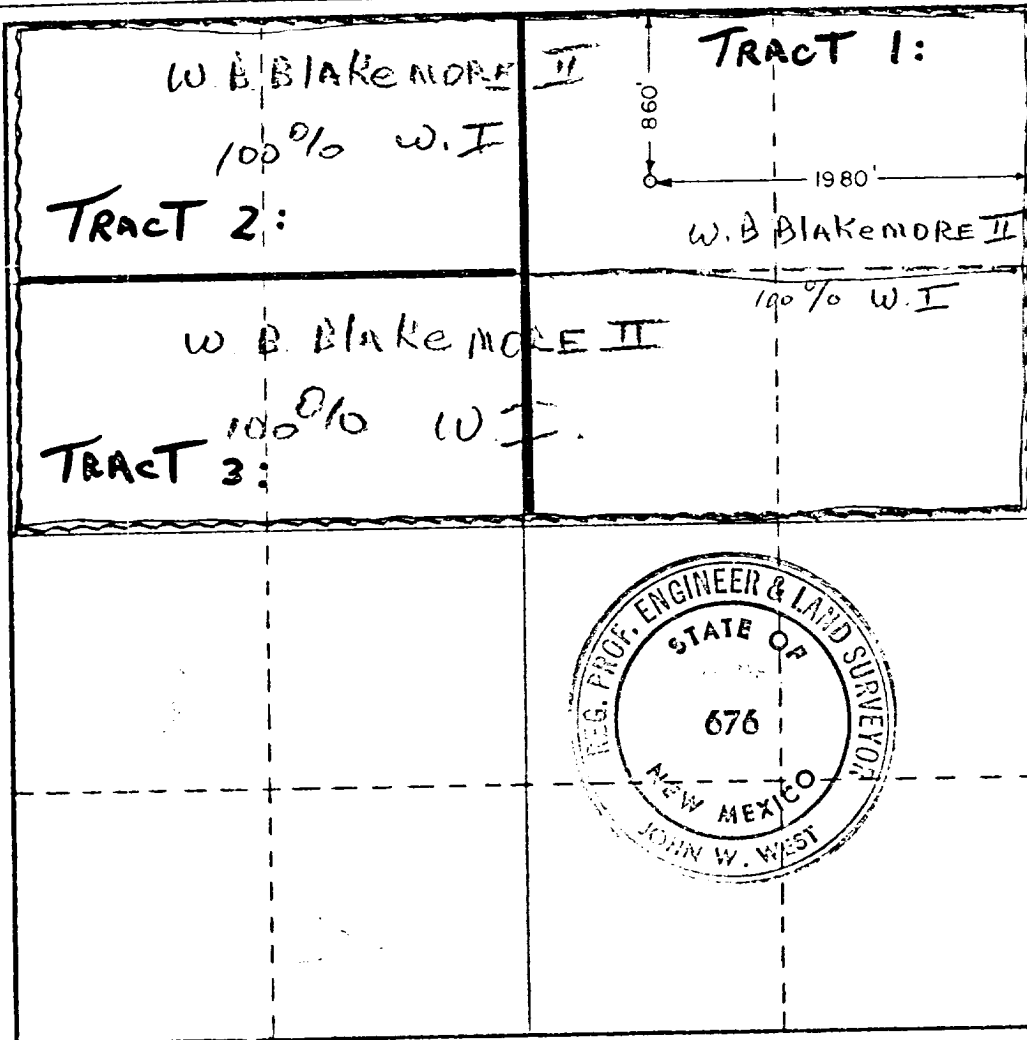 W. B BlAKeMORE II
100% W.I
TRACT 2:
TRACT 1:
860'
1980'
W. B BlAKeMORE II
100% W.I
W B. BlAKeMORE II
100% W I.
TRACT 3:
REG. PROF. ENGINEER & LAND SURVEYOR
STATE OF
676
NEW MEXICO
JOHN W. WEST